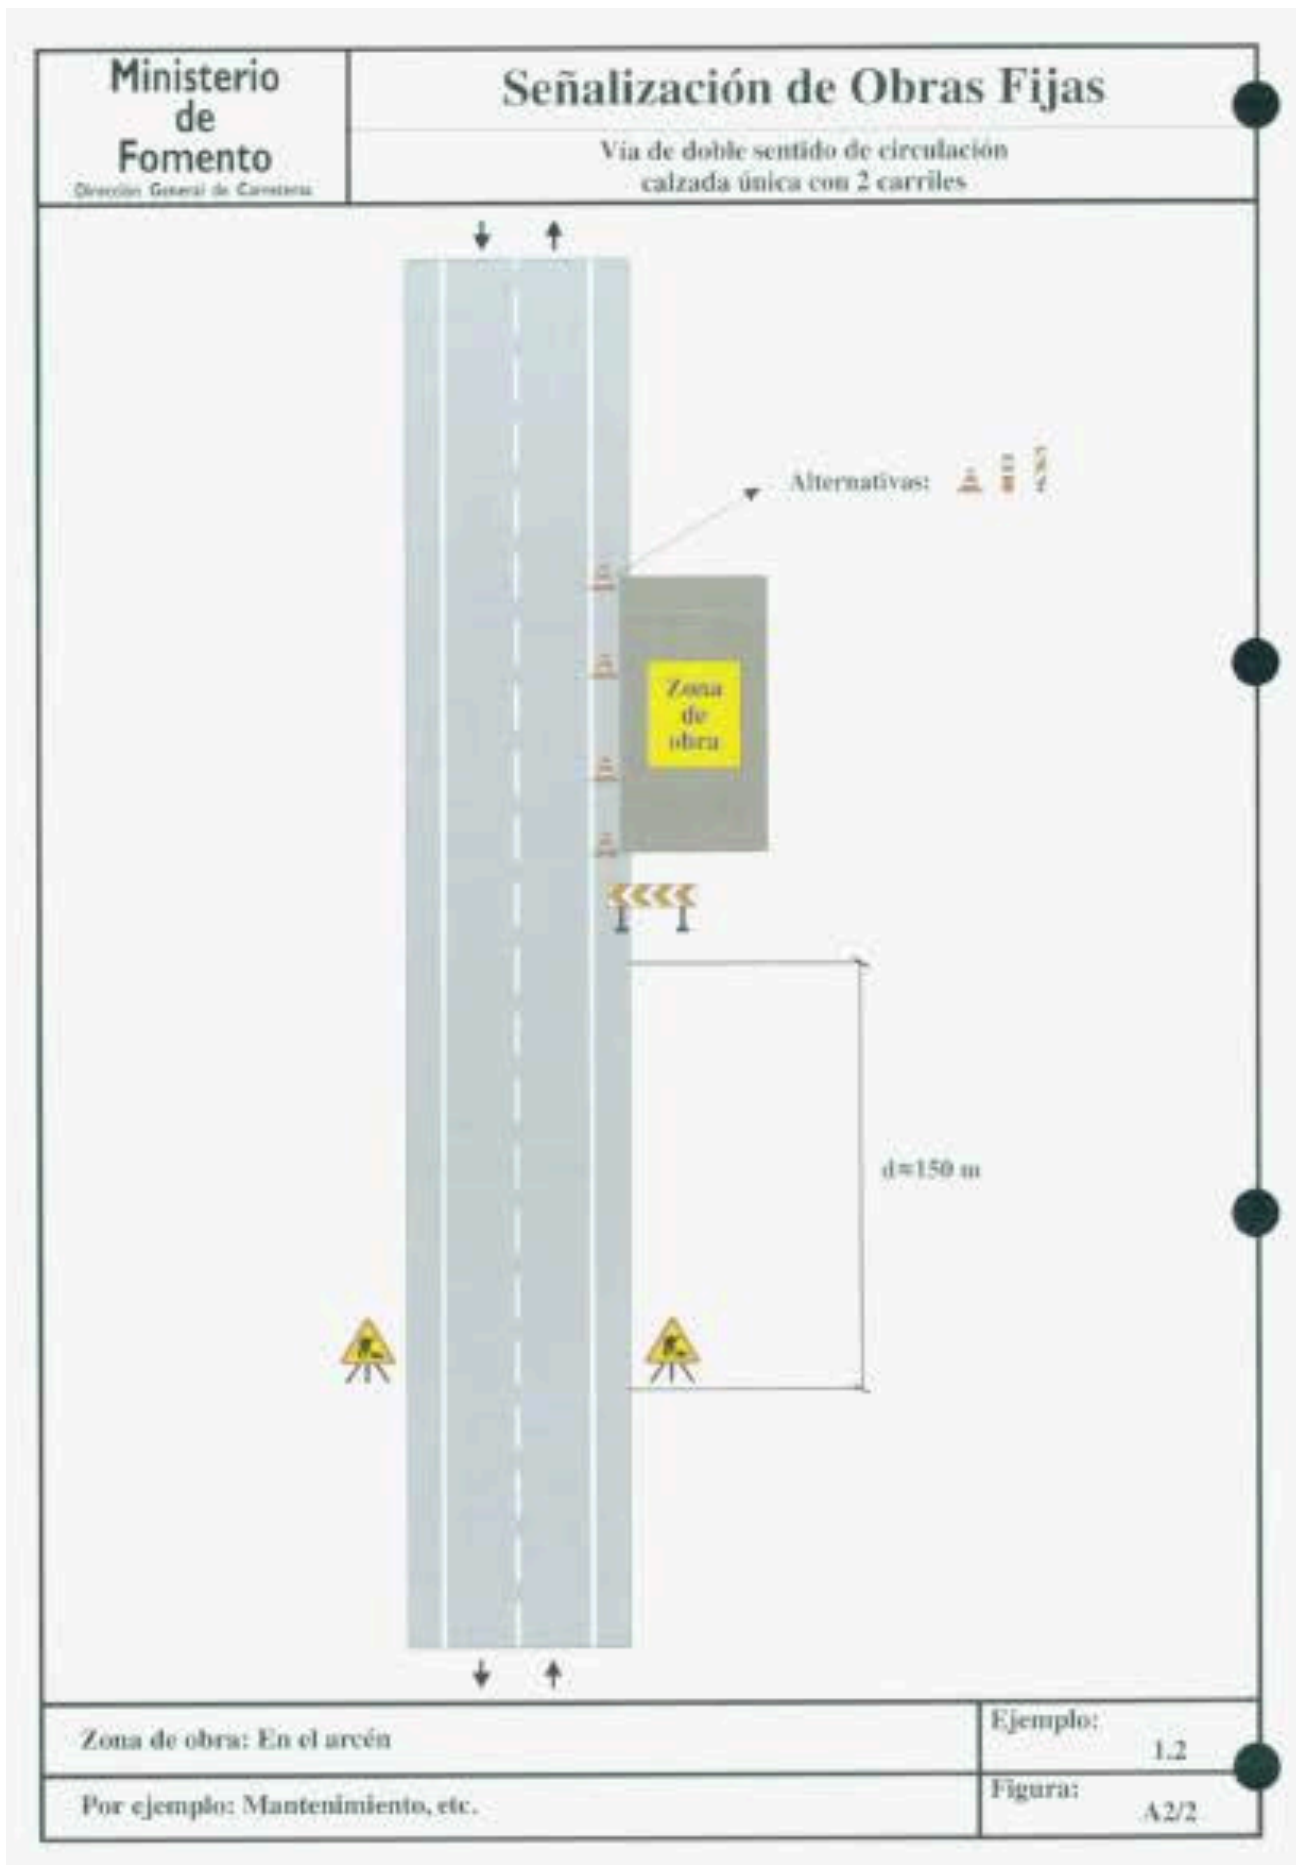 Ministerio
de
Fomento
Dirección General de Carreteras
Señalización de Obras Fijas
Vía de doble sentido de circulación
calzada única con 2 carriles
Alternativas:
Zona
de
obra
d≈150 m
Zona de obra: En el arcén
Ejemplo:
1.2
Por ejemplo: Mantenimiento, etc.
Figura:
A2/2